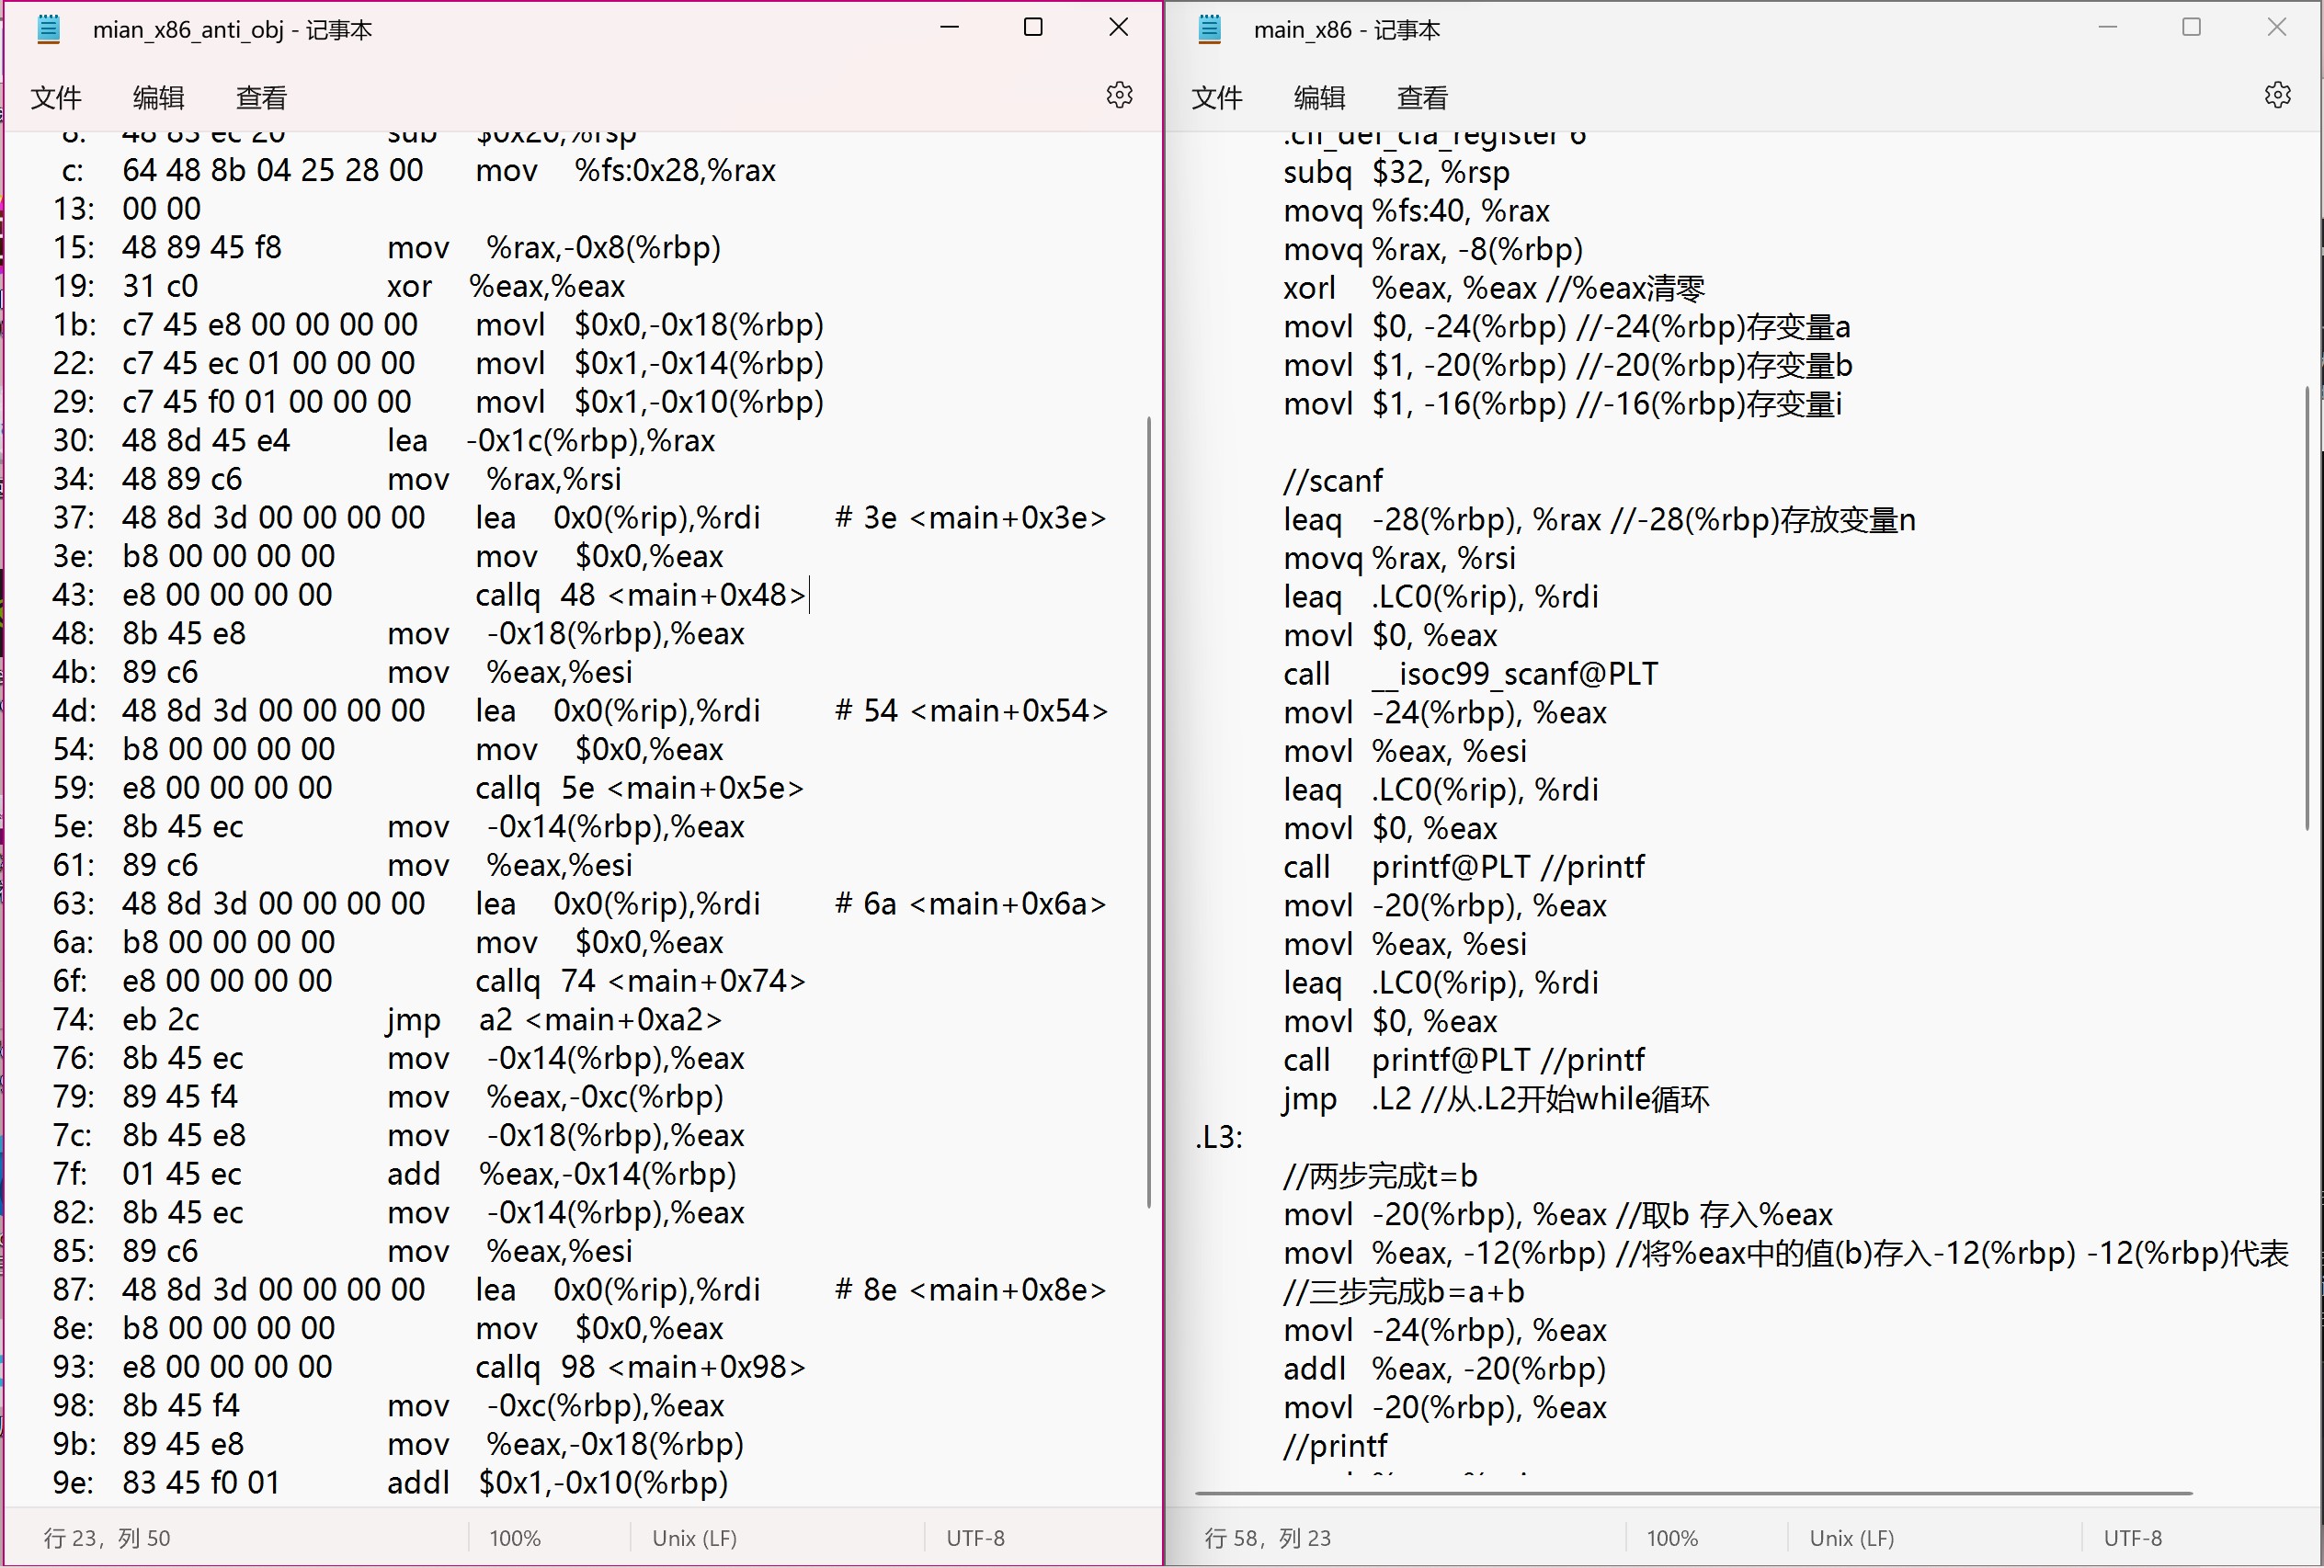 mian_x86_anti_obj - 记事本
文件 编辑 查看
8: 48 83 ec 20 sub $0x20,%rsp
c: 64 48 8b 04 25 28 00 mov %fs:0x28,%rax
13: 00 00
15: 48 89 45 f8 mov %rax,-0x8(%rbp)
19: 31 c0 xor %eax,%eax
1b: c7 45 e8 00 00 00 00 movl $0x0,-0x18(%rbp)
22: c7 45 ec 01 00 00 00 movl $0x1,-0x14(%rbp)
29: c7 45 f0 01 00 00 00 movl $0x1,-0x10(%rbp)
30: 48 8d 45 e4 lea -0x1c(%rbp),%rax
34: 48 89 c6 mov %rax,%rsi
37: 48 8d 3d 00 00 00 00 lea 0x0(%rip),%rdi # 3e <main+0x3e>
3e: b8 00 00 00 00 mov $0x0,%eax
43: e8 00 00 00 00 callq 48 <main+0x48>
48: 8b 45 e8 mov -0x18(%rbp),%eax
4b: 89 c6 mov %eax,%esi
4d: 48 8d 3d 00 00 00 00 lea 0x0(%rip),%rdi # 54 <main+0x54>
54: b8 00 00 00 00 mov $0x0,%eax
59: e8 00 00 00 00 callq 5e <main+0x5e>
5e: 8b 45 ec mov -0x14(%rbp),%eax
61: 89 c6 mov %eax,%esi
63: 48 8d 3d 00 00 00 00 lea 0x0(%rip),%rdi # 6a <main+0x6a>
6a: b8 00 00 00 00 mov $0x0,%eax
6f: e8 00 00 00 00 callq 74 <main+0x74>
74: eb 2c jmp a2 <main+0xa2>
76: 8b 45 ec mov -0x14(%rbp),%eax
79: 89 45 f4 mov %eax,-0xc(%rbp)
7c: 8b 45 e8 mov -0x18(%rbp),%eax
7f: 01 45 ec add %eax,-0x14(%rbp)
82: 8b 45 ec mov -0x14(%rbp),%eax
85: 89 c6 mov %eax,%esi
87: 48 8d 3d 00 00 00 00 lea 0x0(%rip),%rdi # 8e <main+0x8e>
8e: b8 00 00 00 00 mov $0x0,%eax
93: e8 00 00 00 00 callq 98 <main+0x98>
98: 8b 45 f4 mov -0xc(%rbp),%eax
9b: 89 45 e8 mov %eax,-0x18(%rbp)
9e: 83 45 f0 01 addl $0x1,-0x10(%rbp)
行 23，列 50 100% Unix (LF) UTF-8
main_x86 - 记事本
文件 编辑 查看
.cfi_def_cfa_register 6
subq $32, %rsp
movq %fs:40, %rax
movq %rax, -8(%rbp)
xorl %eax, %eax //%eax清零
movl $0, -24(%rbp) //-24(%rbp)存变量a
movl $1, -20(%rbp) //-20(%rbp)存变量b
movl $1, -16(%rbp) //-16(%rbp)存变量i
//scanf
leaq -28(%rbp), %rax //-28(%rbp)存放变量n
movq %rax, %rsi
leaq .LC0(%rip), %rdi
movl $0, %eax
call __isoc99_scanf@PLT
movl -24(%rbp), %eax
movl %eax, %esi
leaq .LC0(%rip), %rdi
movl $0, %eax
call printf@PLT //printf
movl -20(%rbp), %eax
movl %eax, %esi
leaq .LC0(%rip), %rdi
movl $0, %eax
call printf@PLT //printf
jmp .L2 //从.L2开始while循环
.L3:
//两步完成t=b
movl -20(%rbp), %eax //取b 存入%eax
movl %eax, -12(%rbp) //将%eax中的值(b)存入-12(%rbp) -12(%rbp)代表
//三步完成b=a+b
movl -24(%rbp), %eax
addl %eax, -20(%rbp)
movl -20(%rbp), %eax
//printf
行 58，列 23 100% Unix (LF) UTF-8